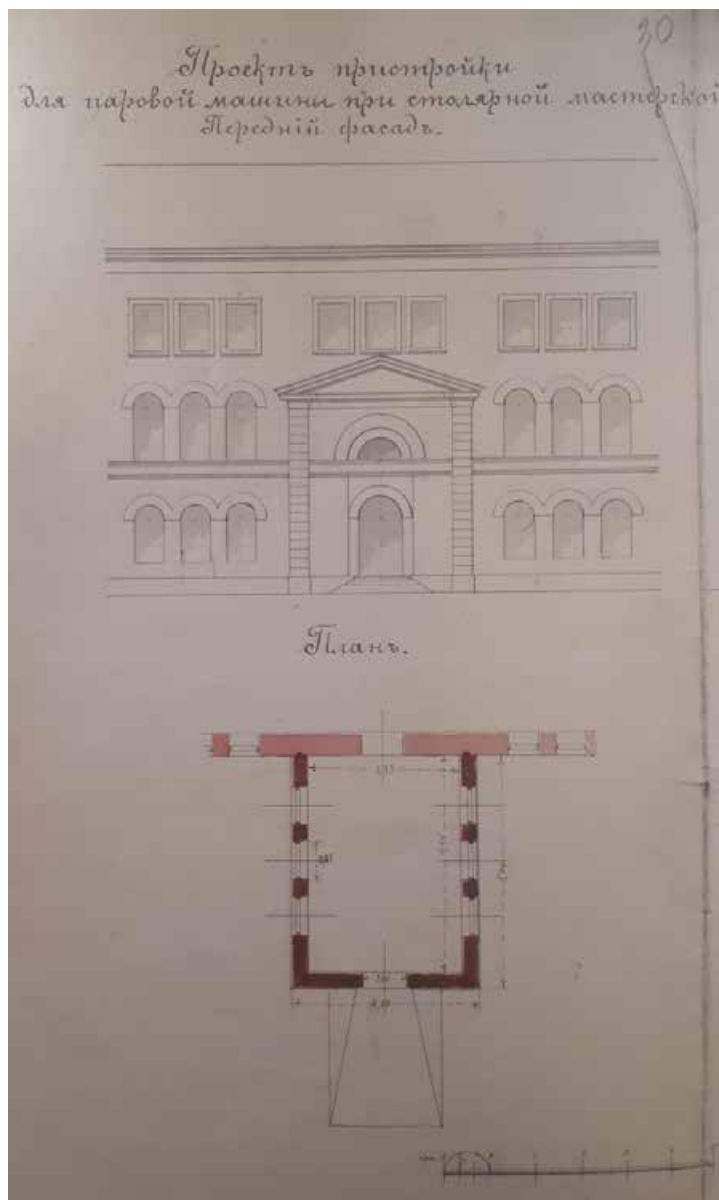 30
Проектъ пристройки
для паровой машины при столярной мастерской
Передній фасадъ.
Планъ.